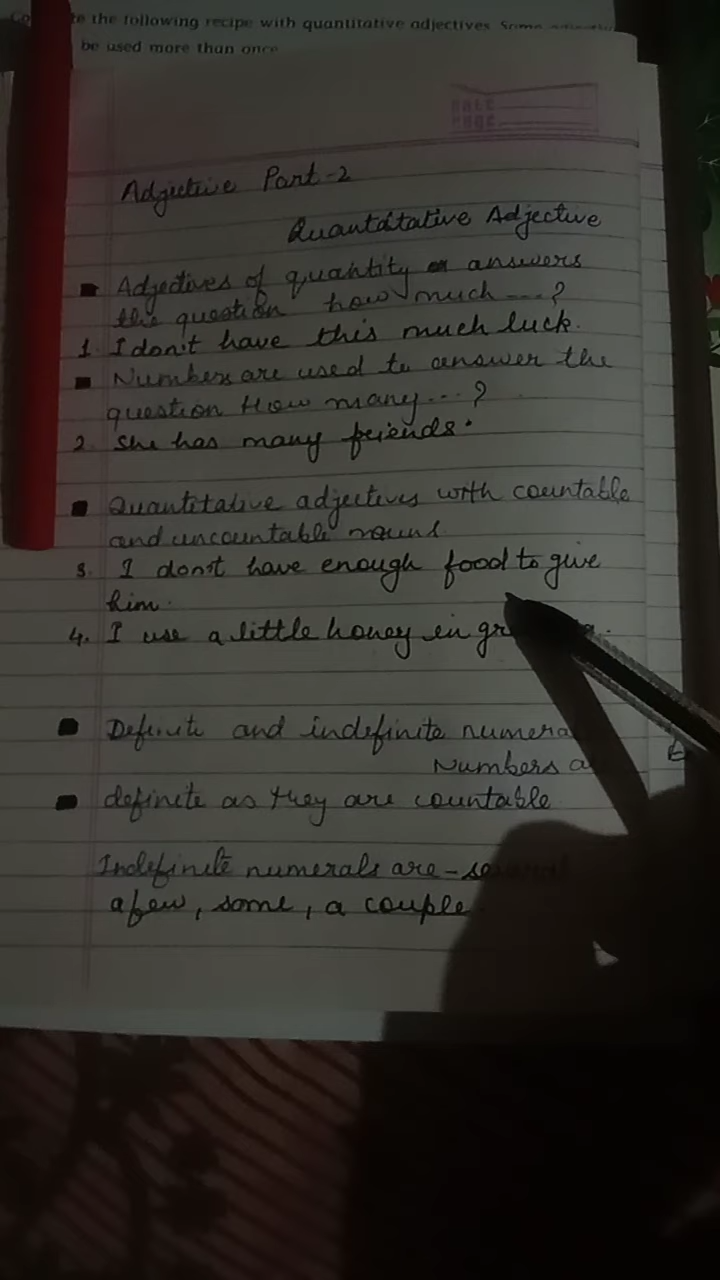 the following recipe with quantitative adjectives Some
be used more than once
DATE
PAGE
Adjective Part-2
Quantitative Adjective
Adjectives of quantity answers
the question how much ...?
1. I don't have this much luck.
Numbers are used to answer the
question How many ...?
2. She has many friends.
Quantitative adjectives with countable
and uncountable nouns.
3. I don't have enough food to give
him.
4. I use a little honey in
Definite and indefinite
Numbers
definite as they are countable
Indefinite numerals are -
a few, some, a couple